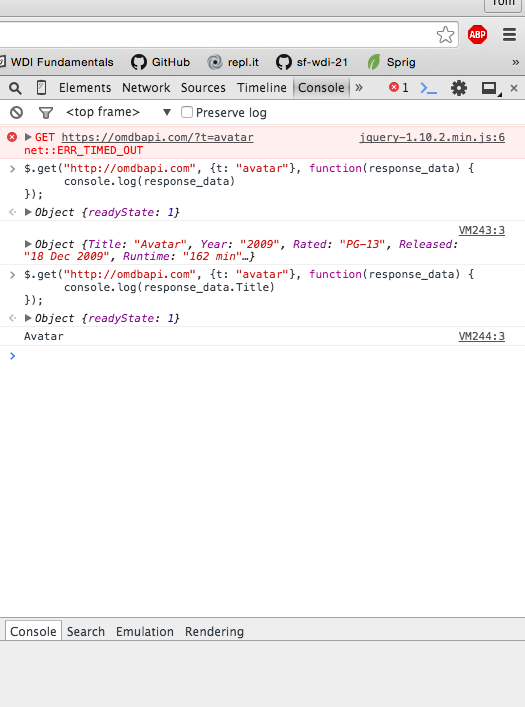 Tom
ABP
WDI Fundamentals GitHub repl.it sf-wdi-21 Sprig »
Elements Network Sources Timeline Console » 1
<top frame> ▼ Preserve log
GET https://omdbapi.com/?t=avatar jquery-1.10.2.min.js:6
net::ERR_TIMED_OUT
$.get("http://omdbapi.com", {t: "avatar"}, function(response_data) {
console.log(response_data)
});
Object {readyState: 1}
VM243:3
Object {Title: "Avatar", Year: "2009", Rated: "PG-13", Released:
"18 Dec 2009", Runtime: "162 min"…}
$.get("http://omdbapi.com", {t: "avatar"}, function(response_data) {
console.log(response_data.Title)
});
Object {readyState: 1}
Avatar VM244:3
Console Search Emulation Rendering